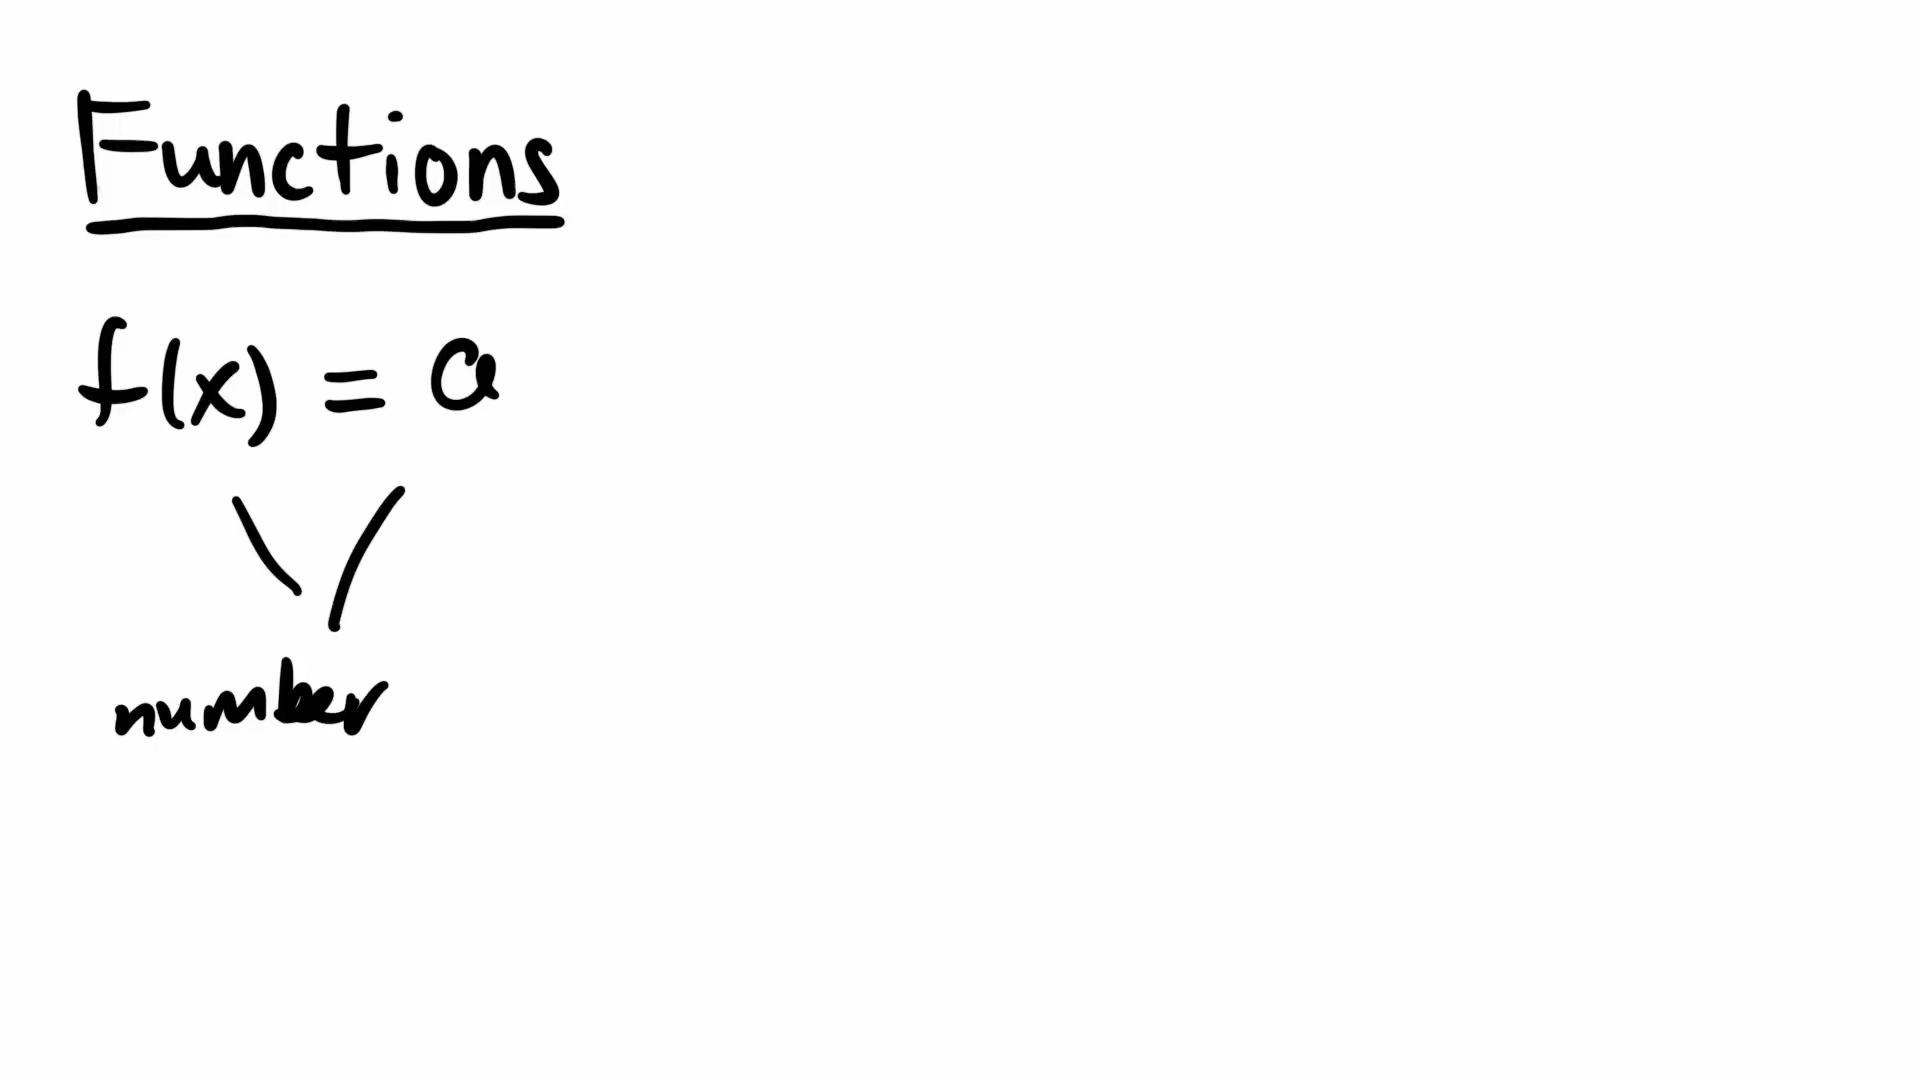 Functions
f(x) = a
number